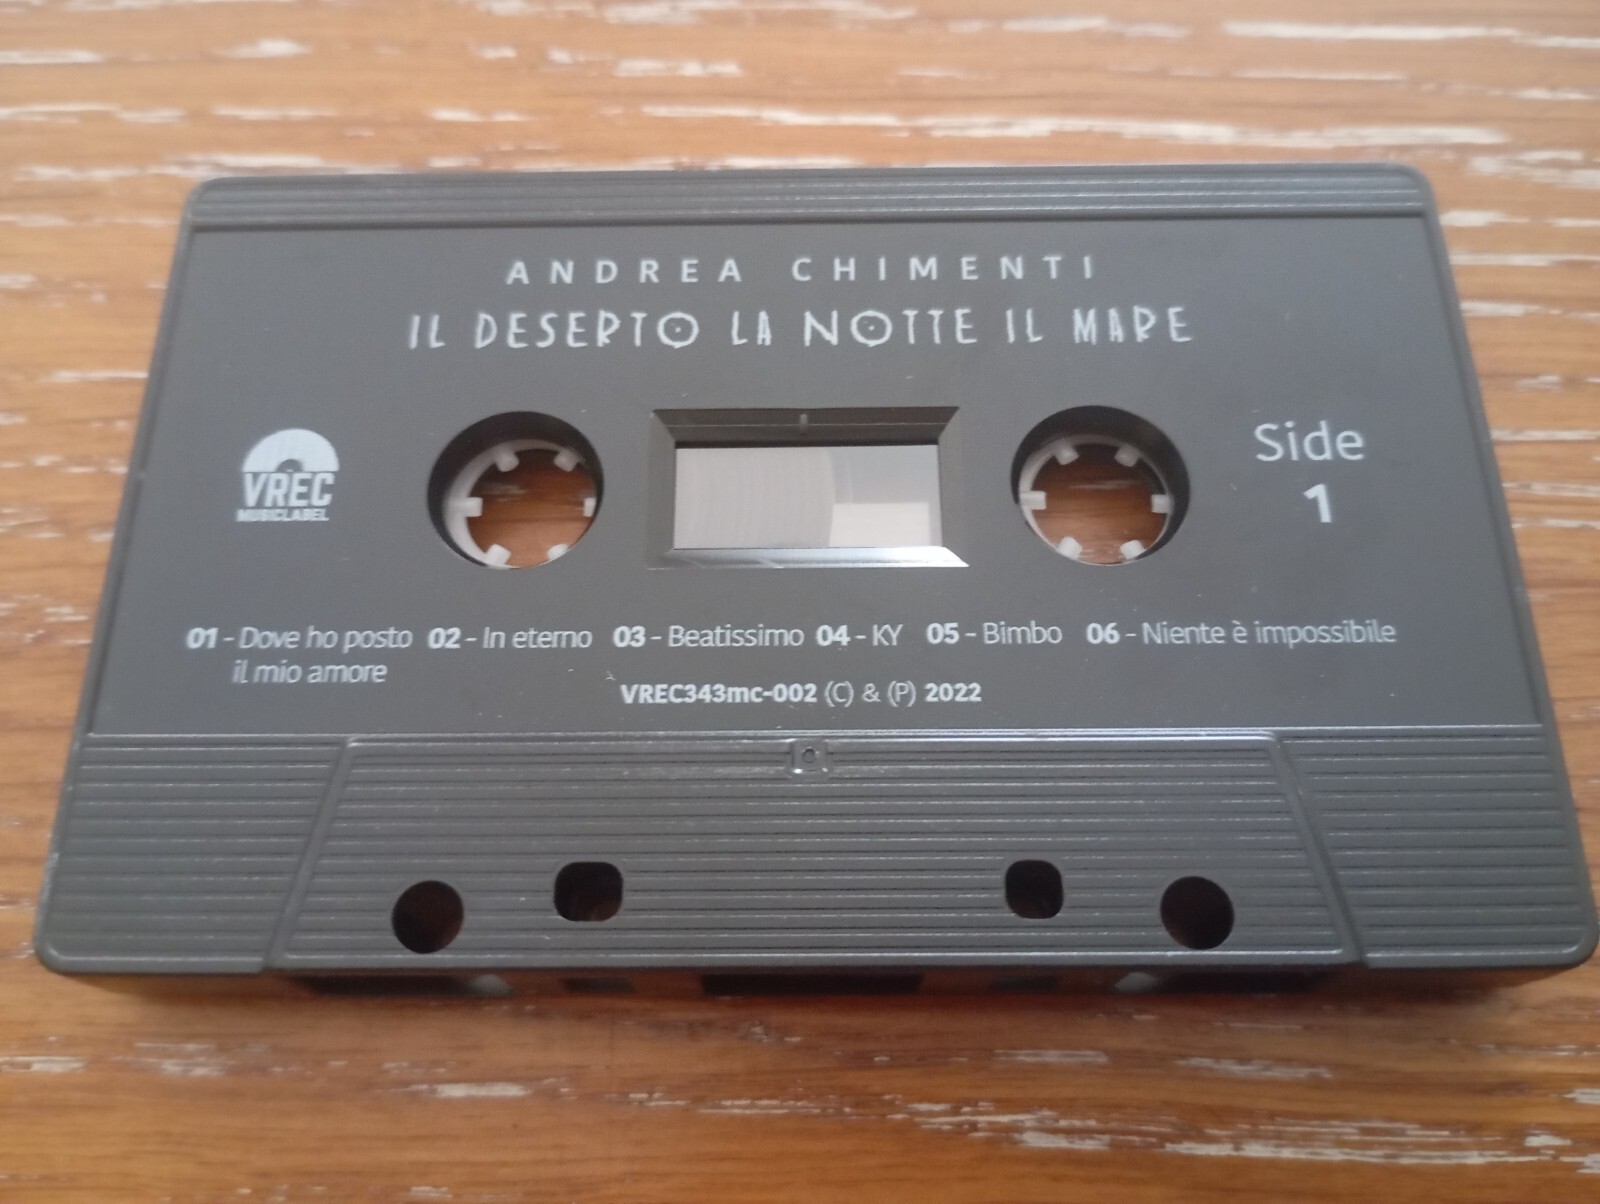 ANDREA CHIMENTI
IL DESERTO LA NOTTE IL MARE
VREC
MUSICLABEL
Side
1
01 - Dove ho posto il mio amore
02 - In eterno
03 - Beatissimo
04 - KY
05 - Bimbo
06 - Niente è impossibile
VREC343mc-002 (C) & (P) 2022